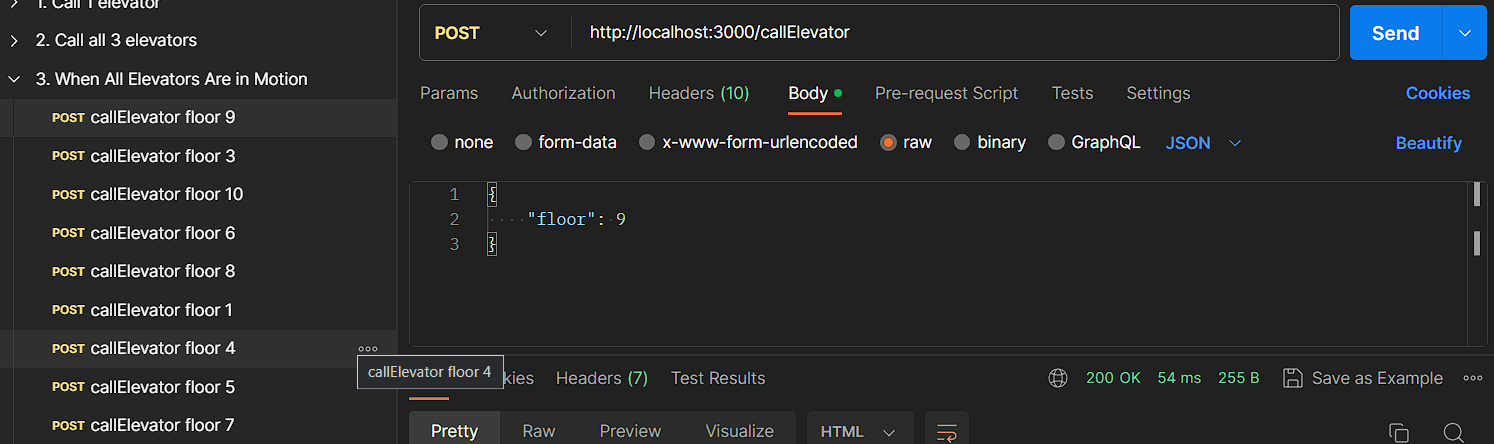 1. Call 1 elevator
2. Call all 3 elevators
3. When All Elevators Are in Motion
POST callElevator floor 9
POST callElevator floor 3
POST callElevator floor 10
POST callElevator floor 6
POST callElevator floor 8
POST callElevator floor 1
POST callElevator floor 4
callElevator floor 4
POST callElevator floor 5
POST callElevator floor 7
POST http://localhost:3000/callElevator Send
Params Authorization Headers (10) Body Pre-request Script Tests Settings Cookies
none form-data x-www-form-urlencoded raw binary GraphQL JSON Beautify
1 {
2 "floor": 9
3 }
kies Headers (7) Test Results 200 OK 54 ms 255 B Save as Example
Pretty Raw Preview Visualize HTML